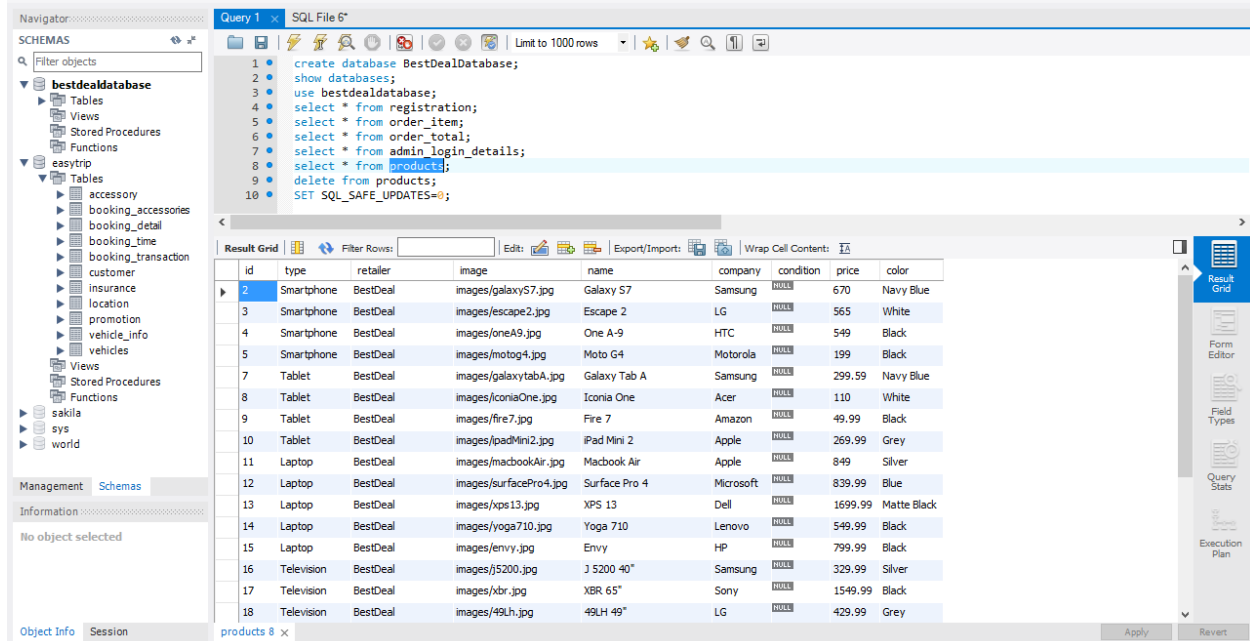 Navigator
SCHEMAS
Filter objects
bestdealdatabase
Tables
Views
Stored Procedures
Functions
easytrip
Tables
accessory
booking_accessories
booking_detail
booking_time
booking_transaction
customer
insurance
location
promotion
vehicle_info
vehicles
Views
Stored Procedures
Functions
sakila
sys
world
Management Schemas
Information
No object selected
Object Info Session
Query 1 SQL File 6*
Limit to 1000 rows
1 create database BestDealDatabase;
2 show databases;
3 use bestdealdatabase;
4 select * from registration;
5 select * from order_item;
6 select * from order_total;
7 select * from admin_login_details;
8 select * from products;
9 delete from products;
10 SET SQL_SAFE_UPDATES=0;
Result Grid Filter Rows: Edit: Export/Import: Wrap Cell Content:
id type retailer image name company condition price color
2 Smartphone BestDeal images/galaxyS7.jpg Galaxy S7 Samsung NULL 670 Navy Blue
3 Smartphone BestDeal images/escape2.jpg Escape 2 LG NULL 565 White
4 Smartphone BestDeal images/oneA9.jpg One A-9 HTC NULL 549 Black
5 Smartphone BestDeal images/motog4.jpg Moto G4 Motorola NULL 199 Black
7 Tablet BestDeal images/galaxytabA.jpg Galaxy Tab A Samsung NULL 299.59 Navy Blue
8 Tablet BestDeal images/iconiaOne.jpg Iconia One Acer NULL 110 White
9 Tablet BestDeal images/fire7.jpg Fire 7 Amazon NULL 49.99 Black
10 Tablet BestDeal images/ipadMini2.jpg iPad Mini 2 Apple NULL 269.99 Grey
11 Laptop BestDeal images/macbookAir.jpg Macbook Air Apple NULL 849 Silver
12 Laptop BestDeal images/surfacePro4.jpg Surface Pro 4 Microsoft NULL 839.99 Blue
13 Laptop BestDeal images/xps13.jpg XPS 13 Dell NULL 1699.99 Matte Black
14 Laptop BestDeal images/yoga710.jpg Yoga 710 Lenovo NULL 549.99 Black
15 Laptop BestDeal images/envy.jpg Envy HP NULL 799.99 Black
16 Television BestDeal images/j5200.jpg J 5200 40" Samsung NULL 329.99 Silver
17 Television BestDeal images/xbr.jpg XBR 65" Sony NULL 1549.99 Black
18 Television BestDeal images/49Lh.jpg 49LH 49" LG NULL 429.99 Grey
Result
Grid
Form
Editor
Field
Types
Query
Stats
Execution
Plan
products 8 Apply Revert